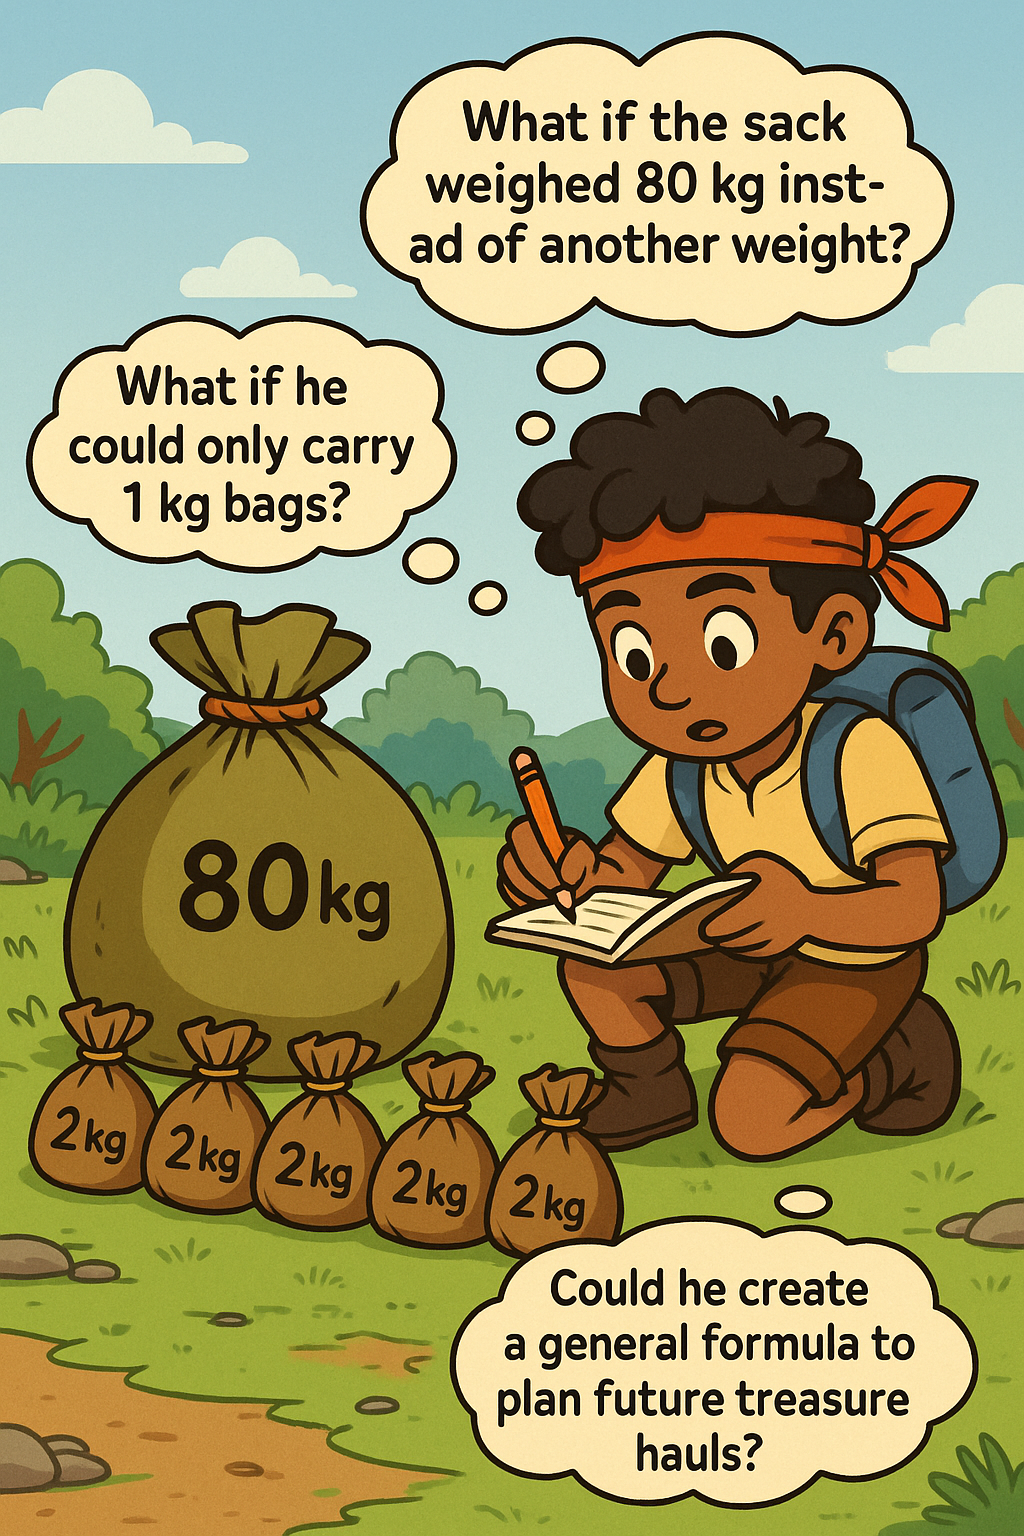 What if the sack
weighed 80 kg inst-
ad of another weight?
What if he
could only carry
1 kg bags?
80kg
2kg
2kg
2kg
2kg
2kg
Could he create
a general formula to
plan future treasure
hauls?